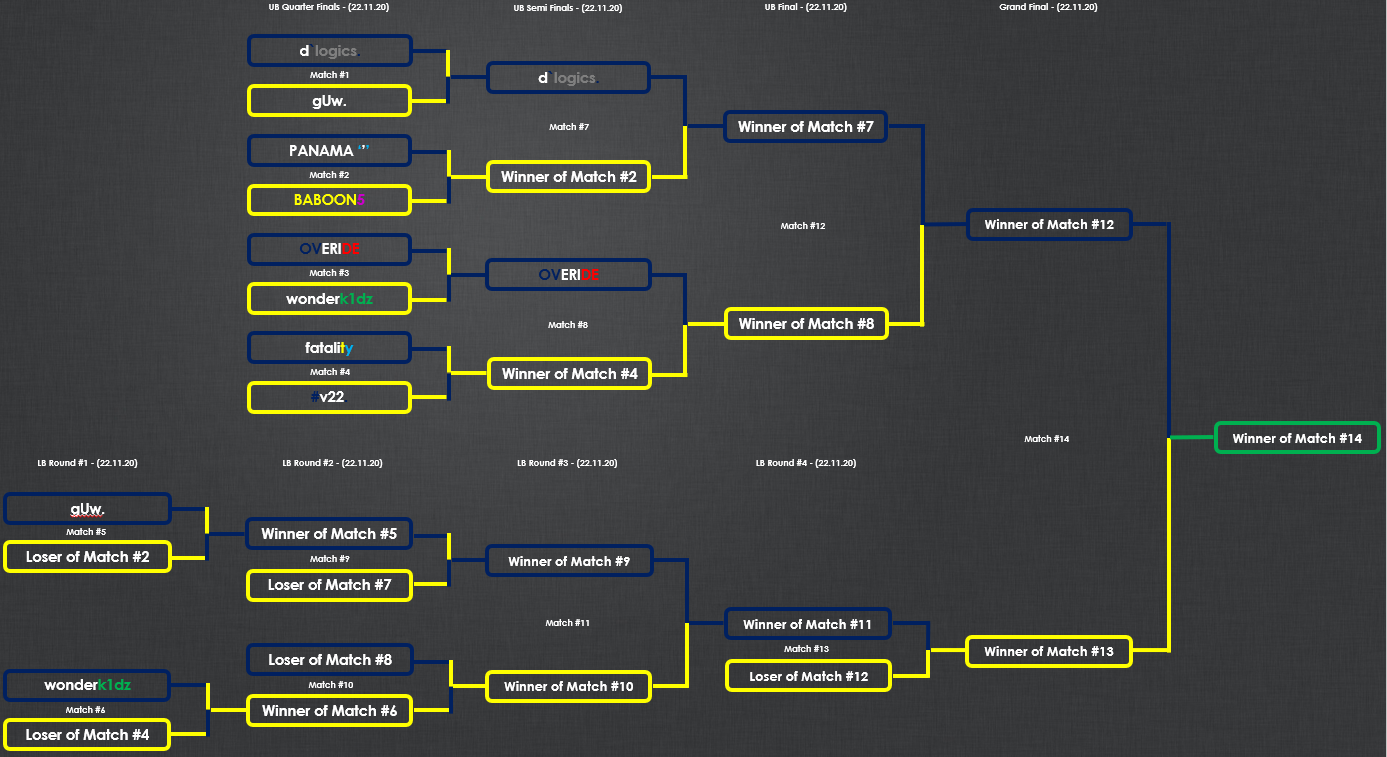 UB Quarter Finals - (22.11.20)
UB Semi Finals - (22.11.20)
UB Final - (22.11.20)
Grand Final - (22.11.20)
d`logics.
Match #1
gUw.
PANAMA ‘’’
Match #2
BABOONS
OVERIDE
Match #3
wonderk1dz
fatality
Match #4
#v22
d`logics.
Match #7
Winner of Match #2
OVERIDE
Match #8
Winner of Match #4
Winner of Match #7
Match #12
Winner of Match #8
Winner of Match #12
Match #14
Winner of Match #14
LB Round #1 - (22.11.20)
LB Round #2 - (22.11.20)
LB Round #3 - (22.11.20)
LB Round #4 - (22.11.20)
gUw.
Match #5
Loser of Match #2
wonderk1dz
Match #6
Loser of Match #4
Winner of Match #5
Match #9
Loser of Match #7
Loser of Match #8
Match #10
Winner of Match #6
Winner of Match #9
Match #11
Winner of Match #10
Winner of Match #11
Match #13
Loser of Match #12
Winner of Match #13